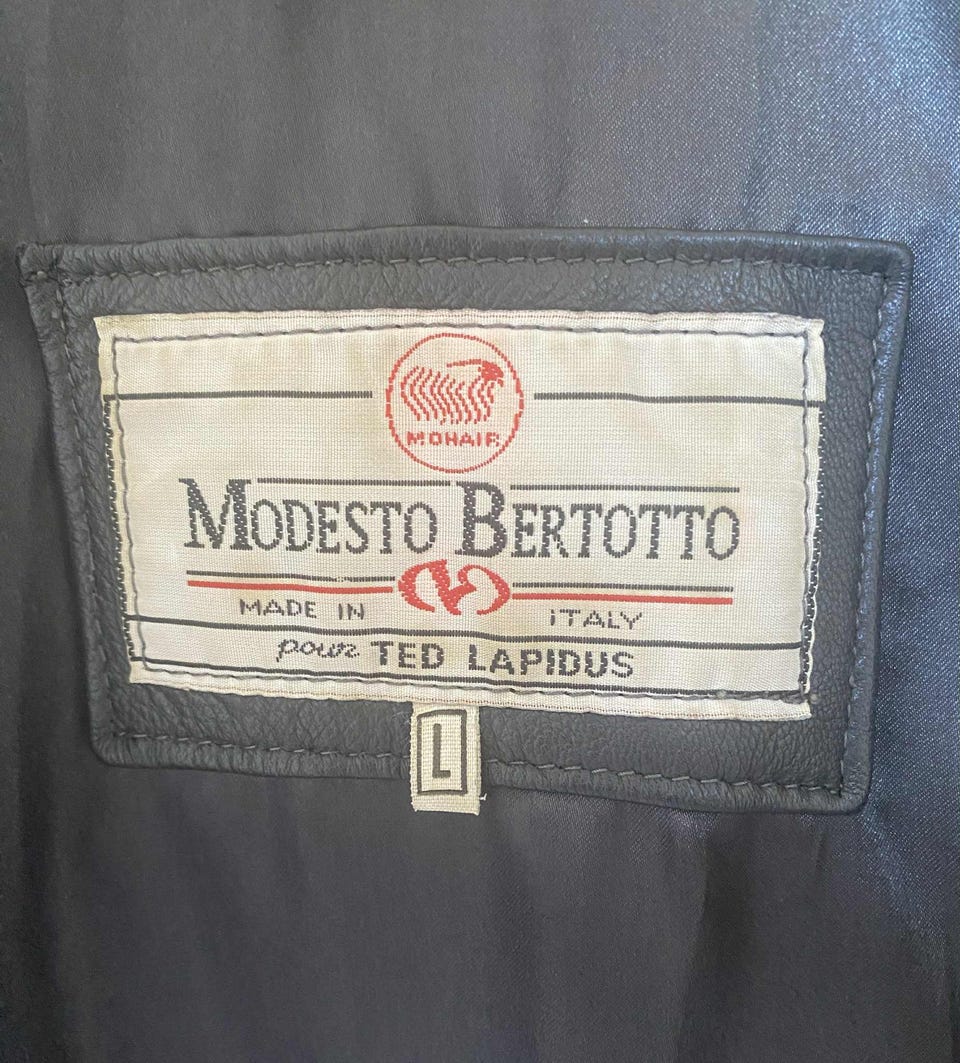 MOHAIR
MODESTO BERTOTTO
MADE IN ITALY
pour TED LAPIDUS
L